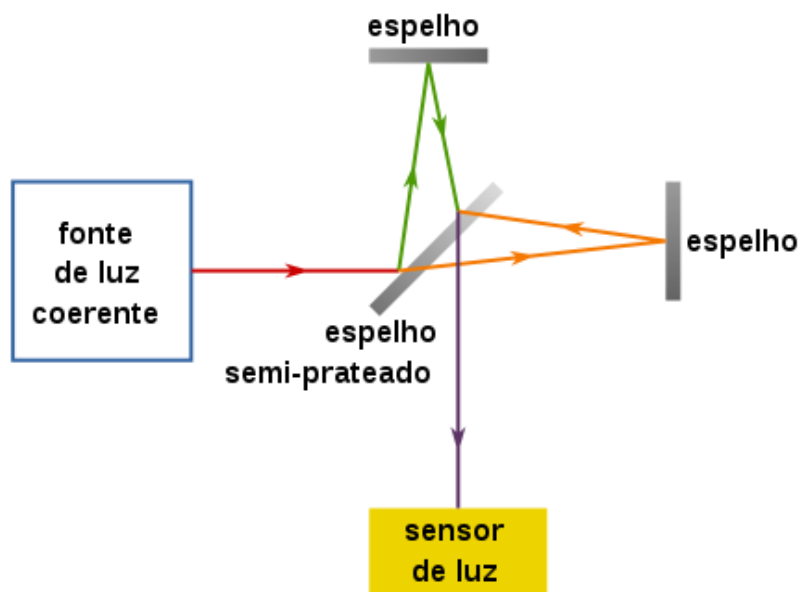 espelho
fonte
de luz
coerente
espelho
espelho
semi-prateado
sensor
de luz